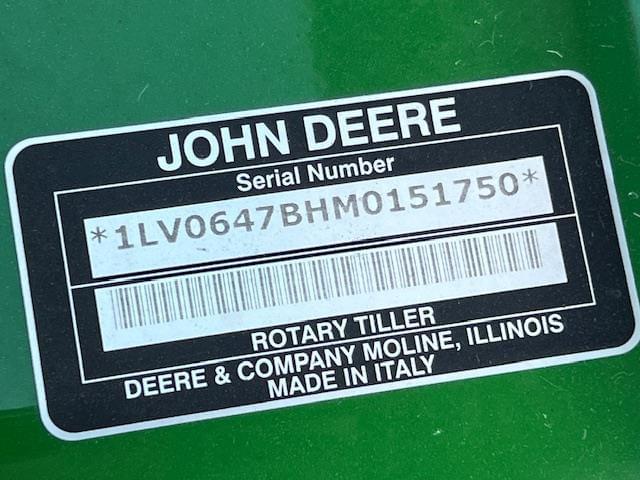 JOHN DEERE
Serial Number
*1LV0647BHM0151750*
ROTARY TILLER
DEERE & COMPANY MOLINE, ILLINOIS
MADE IN ITALY